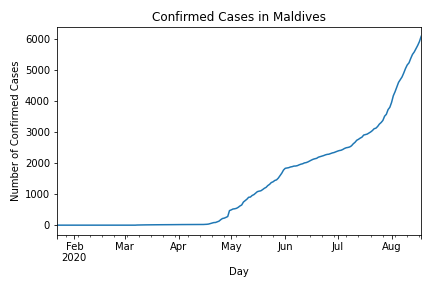 Confirmed Cases in Maldives
6000
5000
4000
3000
2000
1000
0
Number of Confirmed Cases
Feb Mar Apr May Jun Jul Aug
2020
Day